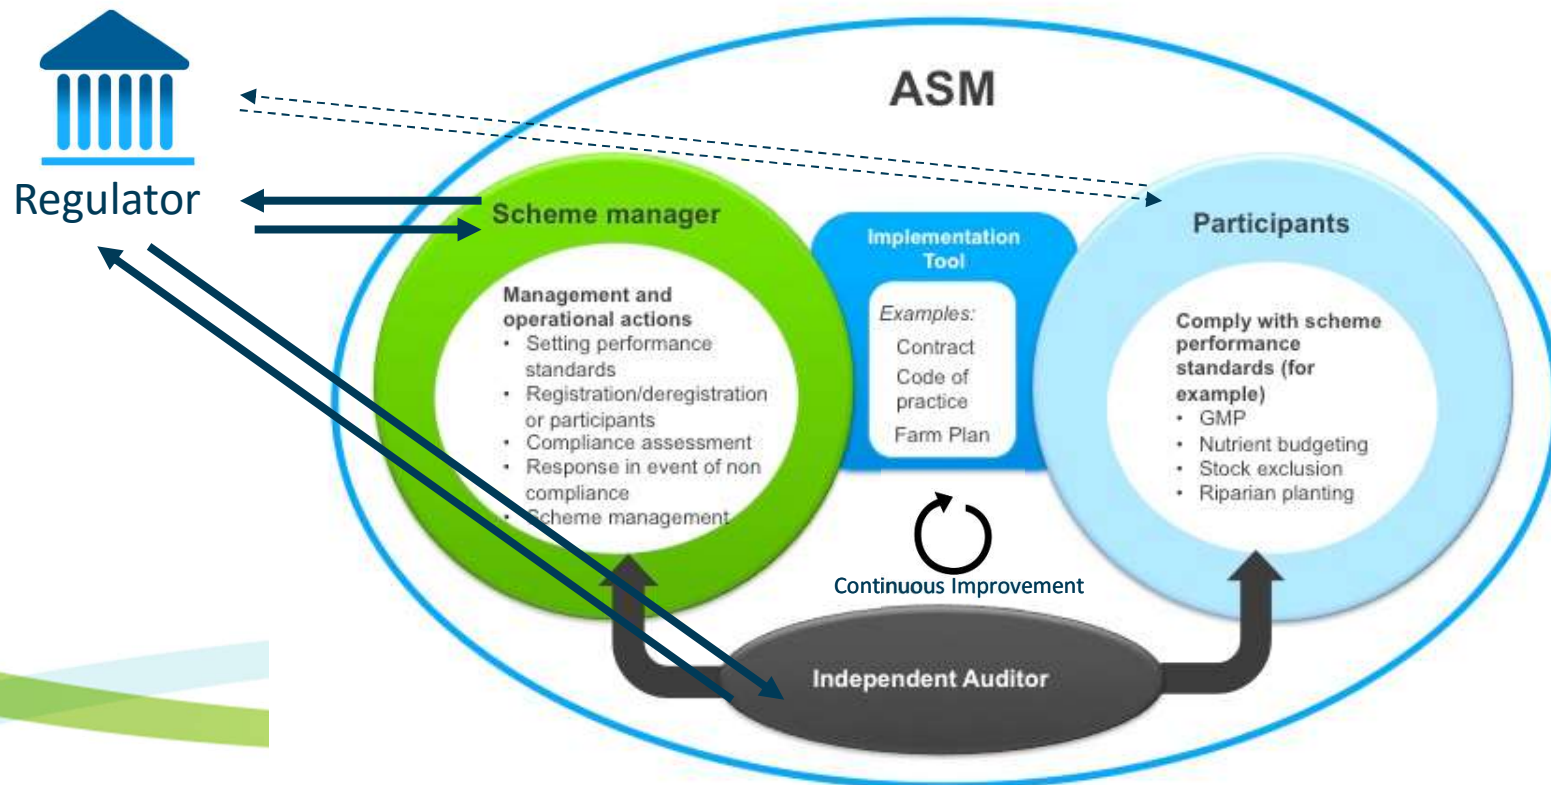 ASM
Regulator
Scheme manager
Management and
operational actions
• Setting performance
standards
• Registration/deregistration
or participants
• Compliance assessment
• Response in event of non
compliance
• Scheme management
Implementation
Tool
Examples:
Contract
Code of
practice
Farm Plan
Participants
Comply with scheme
performance
standards (for
example)
• GMP
• Nutrient budgeting
• Stock exclusion
• Riparian planting
Continuous Improvement
Independent Auditor